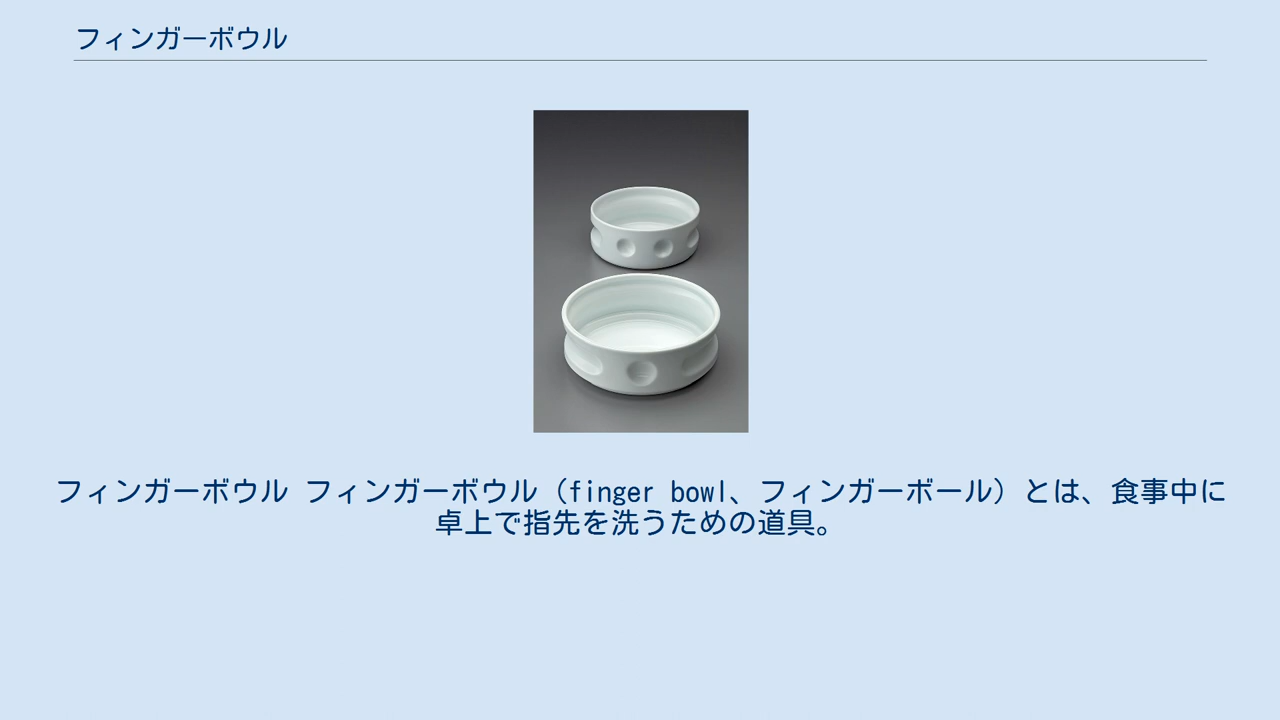 フィンガーボウル
フィンガーボウル フィンガーボウル（finger bowl、フィンガーボール）とは、食事中に
卓上で指先を洗うための道具。